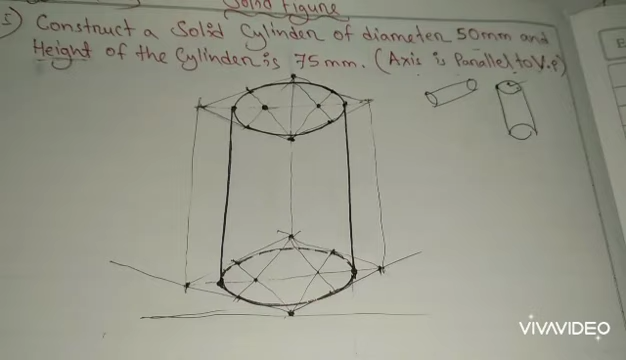 Solid Figure
I) Construct a Solid Cylinder of diameter 50mm and
Height of the Cylinder is 75mm. (Axis is Parallel to V.P)
VIVAVIDEO